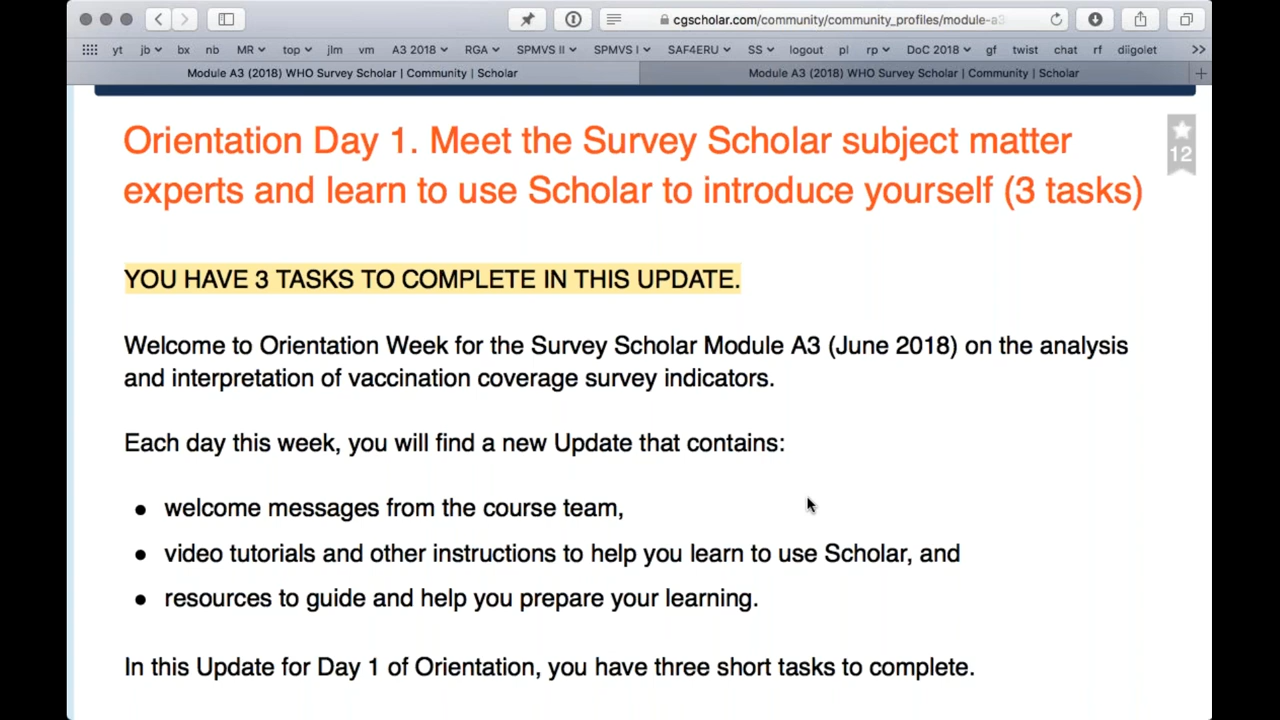 cgscholar.com/community/community_profiles/module-a3
yt jb bx nb MR top jlm vm A3 2018 RGA SPMVS II SPMVS I SAF4ERU SS logout pl rp DoC 2018 gf twist chat rf diigolet >>
Module A3 (2018) WHO Survey Scholar | Community | Scholar
Module A3 (2018) WHO Survey Scholar | Community | Scholar +
Orientation Day 1. Meet the Survey Scholar subject matter
experts and learn to use Scholar to introduce yourself (3 tasks)
12
YOU HAVE 3 TASKS TO COMPLETE IN THIS UPDATE.
Welcome to Orientation Week for the Survey Scholar Module A3 (June 2018) on the analysis
and interpretation of vaccination coverage survey indicators.
Each day this week, you will find a new Update that contains:
• welcome messages from the course team,
• video tutorials and other instructions to help you learn to use Scholar, and
• resources to guide and help you prepare your learning.
In this Update for Day 1 of Orientation, you have three short tasks to complete.